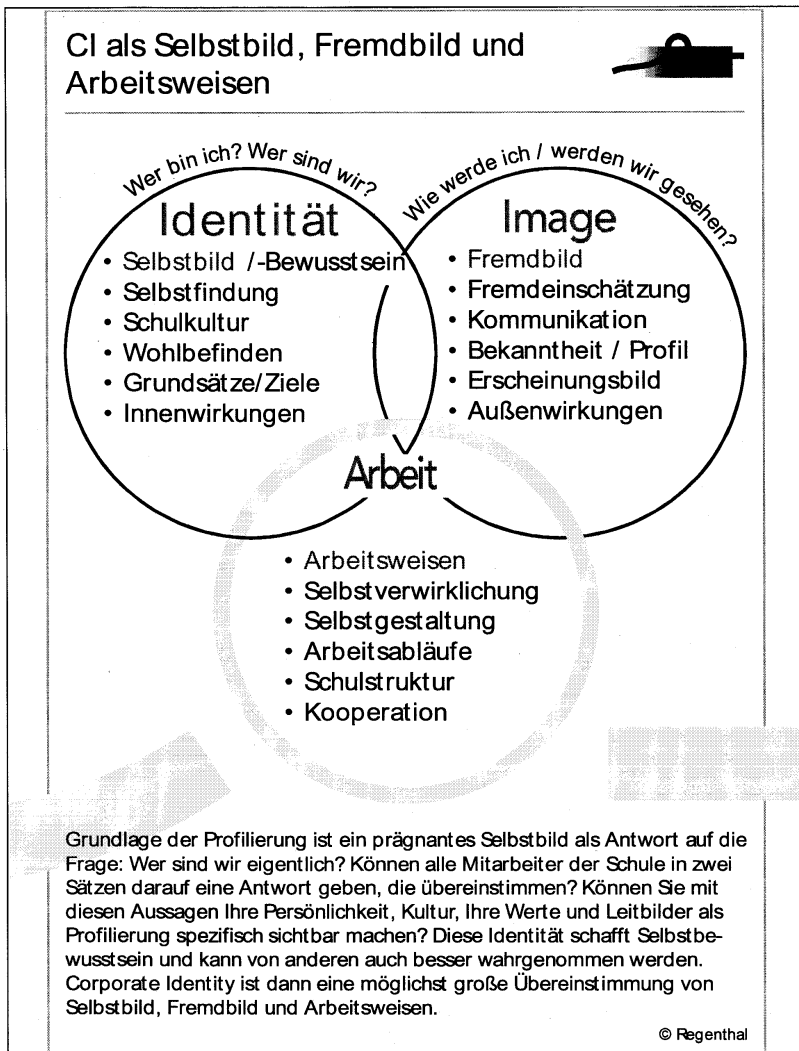 CI als Selbstbild, Fremdbild und
Arbeitsweisen
Wer bin ich? Wer sind wir?
Identität
• Selbstbild /-Bewusstsein
• Selbstfindung
• Schulkultur
• Wohlbefinden
• Grundsätze/Ziele
• Innenwirkungen
Wie werde ich / werden wir gesehen?
Image
• Fremdbild
• Fremdeinschätzung
• Kommunikation
• Bekanntheit / Profil
• Erscheinungsbild
• Außenwirkungen
Arbeit
• Arbeitsweisen
• Selbstverwirklichung
• Selbstgestaltung
• Arbeitsabläufe
• Schulstruktur
• Kooperation
Grundlage der Profilierung ist ein prägnantes Selbstbild als Antwort auf die
Frage: Wer sind wir eigentlich? Können alle Mitarbeiter der Schule in zwei
Sätzen darauf eine Antwort geben, die übereinstimmen? Können Sie mit
diesen Aussagen Ihre Persönlichkeit, Kultur, Ihre Werte und Leitbilder als
Profilierung spezifisch sichtbar machen? Diese Identität schafft Selbstbe-
wusstsein und kann von anderen auch besser wahrgenommen werden.
Corporate Identity ist dann eine möglichst große Übereinstimmung von
Selbstbild, Fremdbild und Arbeitsweisen.
© Regenthal